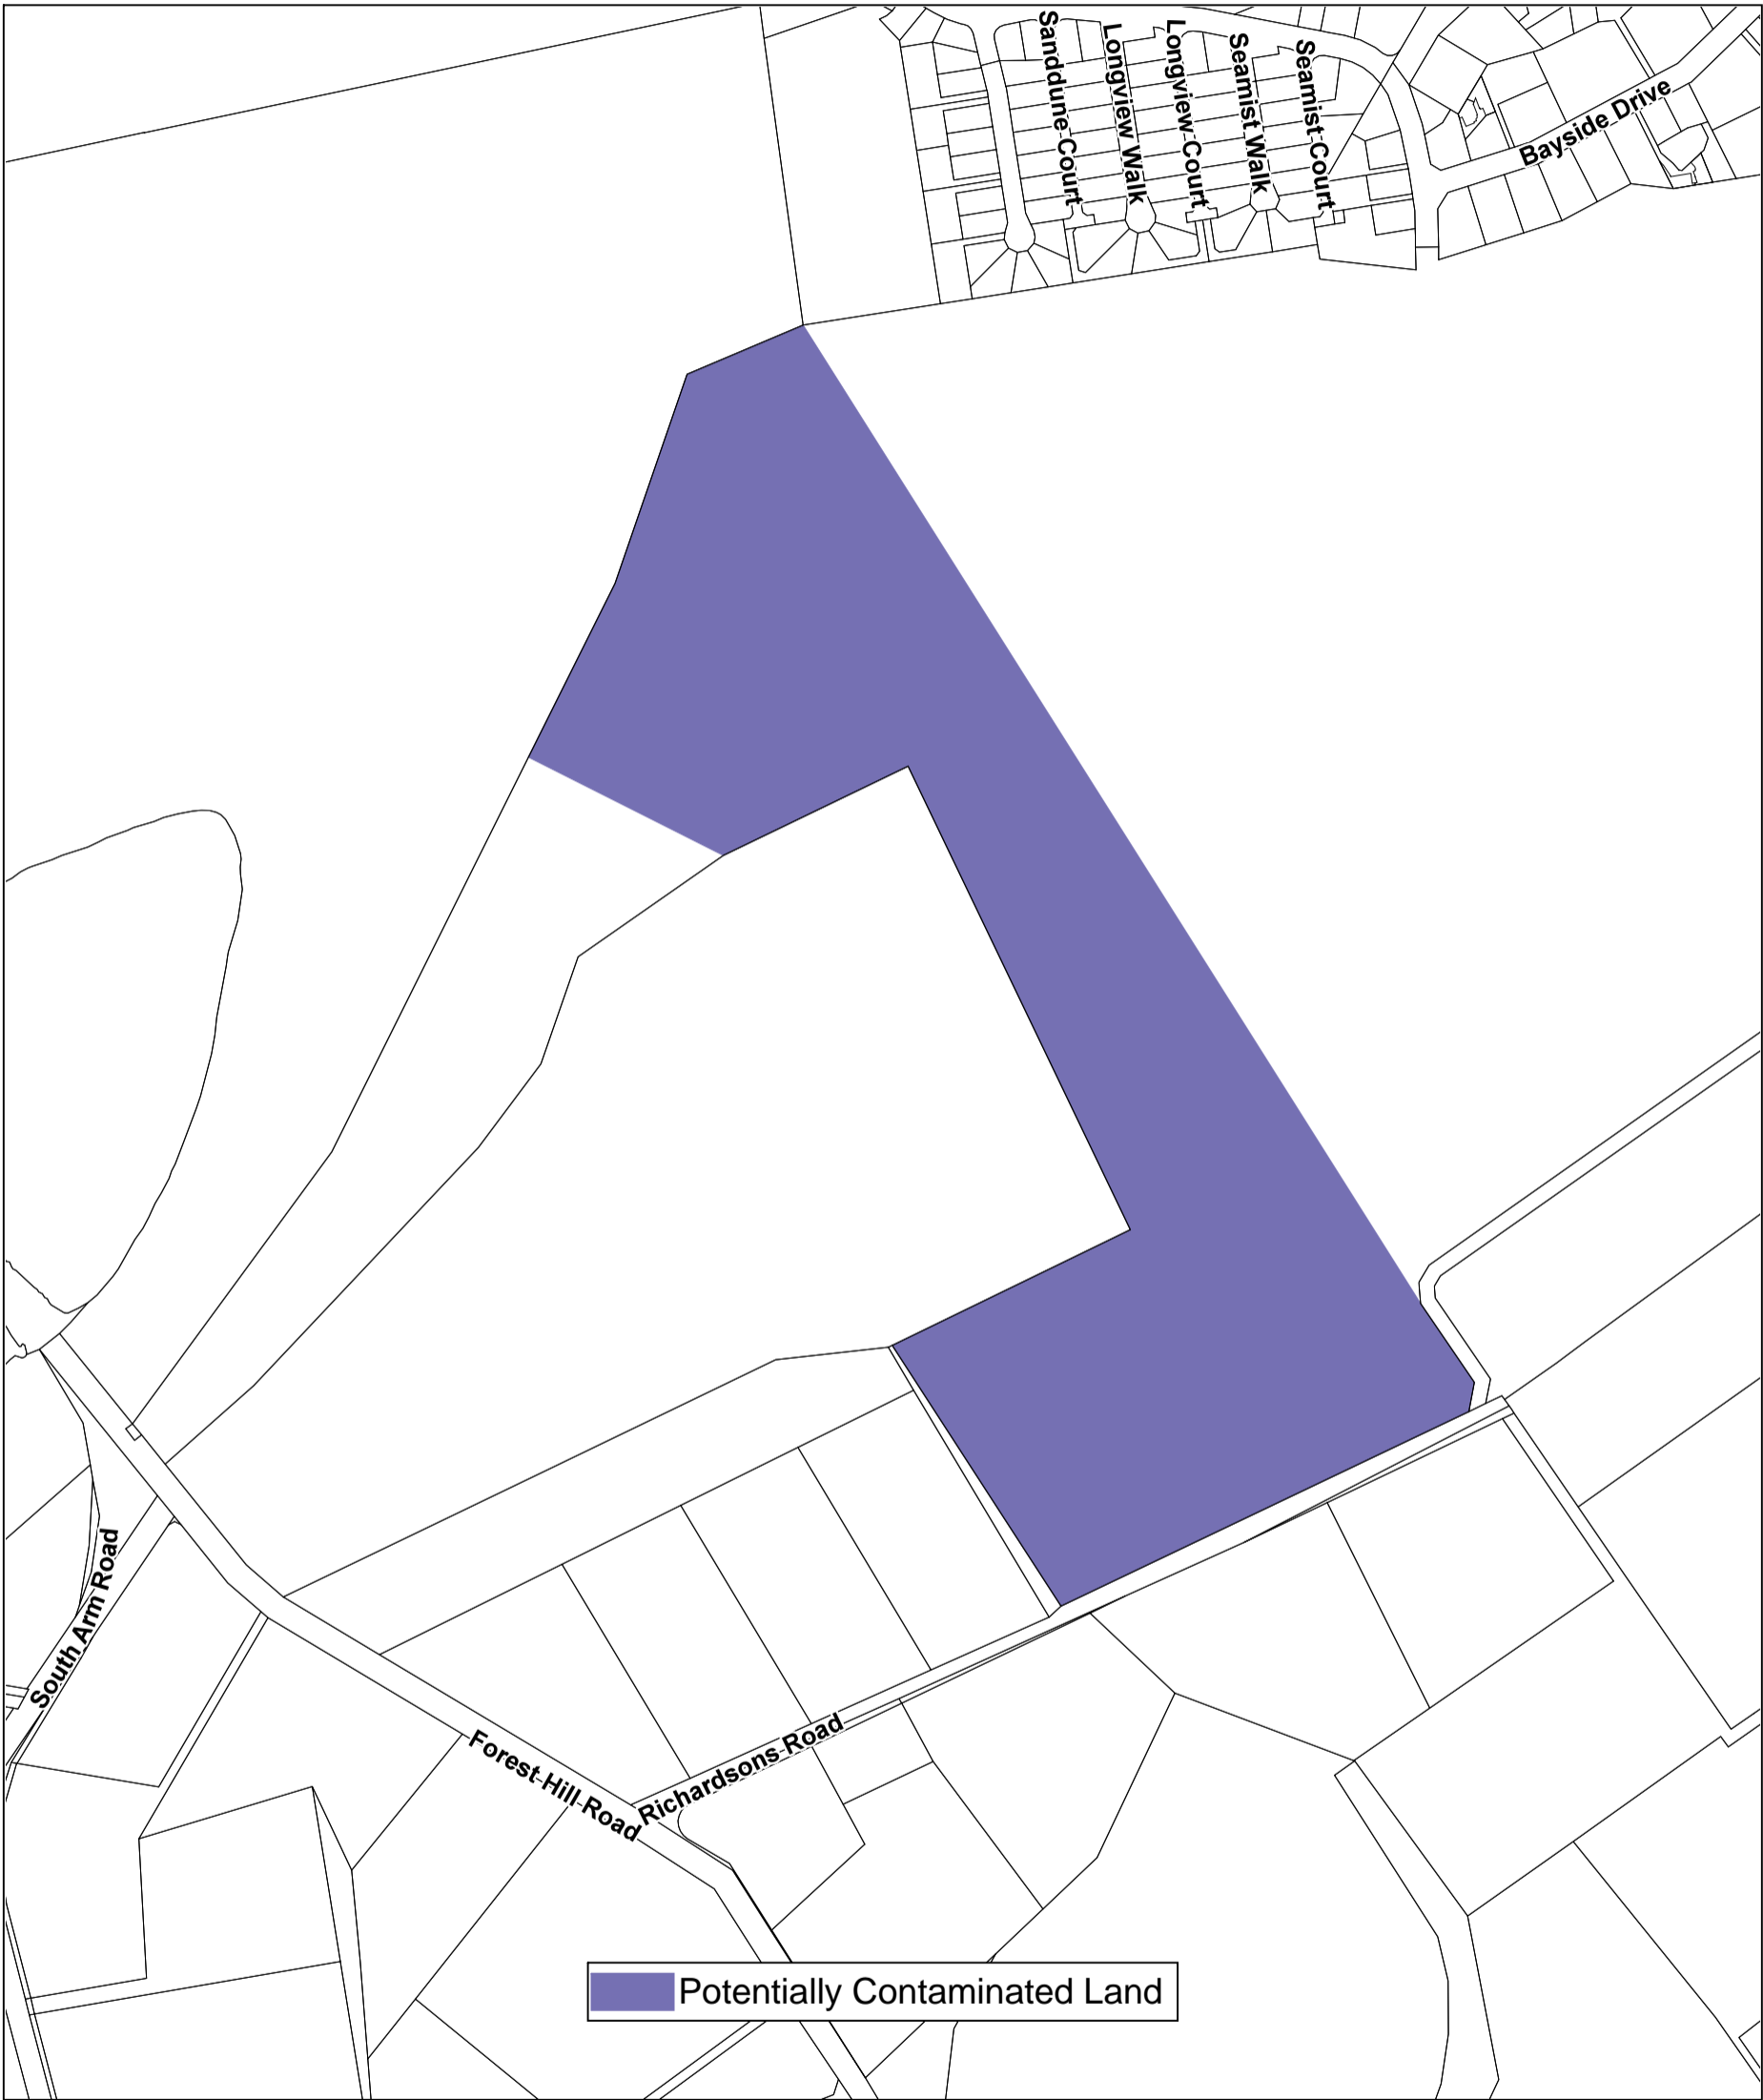 Sanddune Court
Longview Walk
Longview Court
Seamist Walk
Seamist Court
Bayside Drive
South Arm Road
Forest Hill Road
Richardsons Road
Potentially Contaminated Land